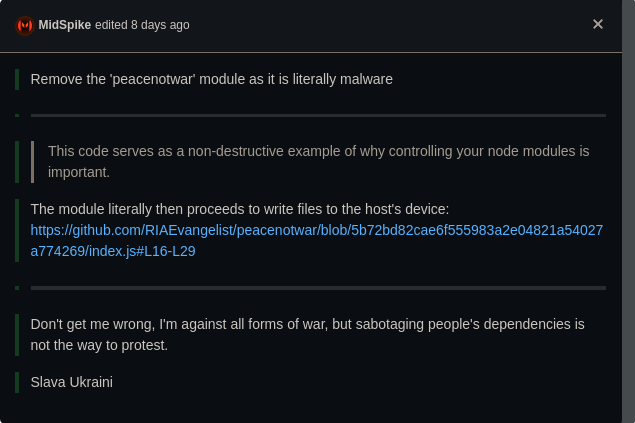 MidSpike edited 8 days ago
Remove the 'peacenotwar' module as it is literally malware
This code serves as a non-destructive example of why controlling your node modules is
important.
The module literally then proceeds to write files to the host's device:
https://github.com/RIAEvangelist/peacenotwar/blob/5b72bd82cae6f555983a2e04821a54027
a774269/index.js#L16-L29
Don't get me wrong, I'm against all forms of war, but sabotaging people's dependencies is
not the way to protest.
Slava Ukraini